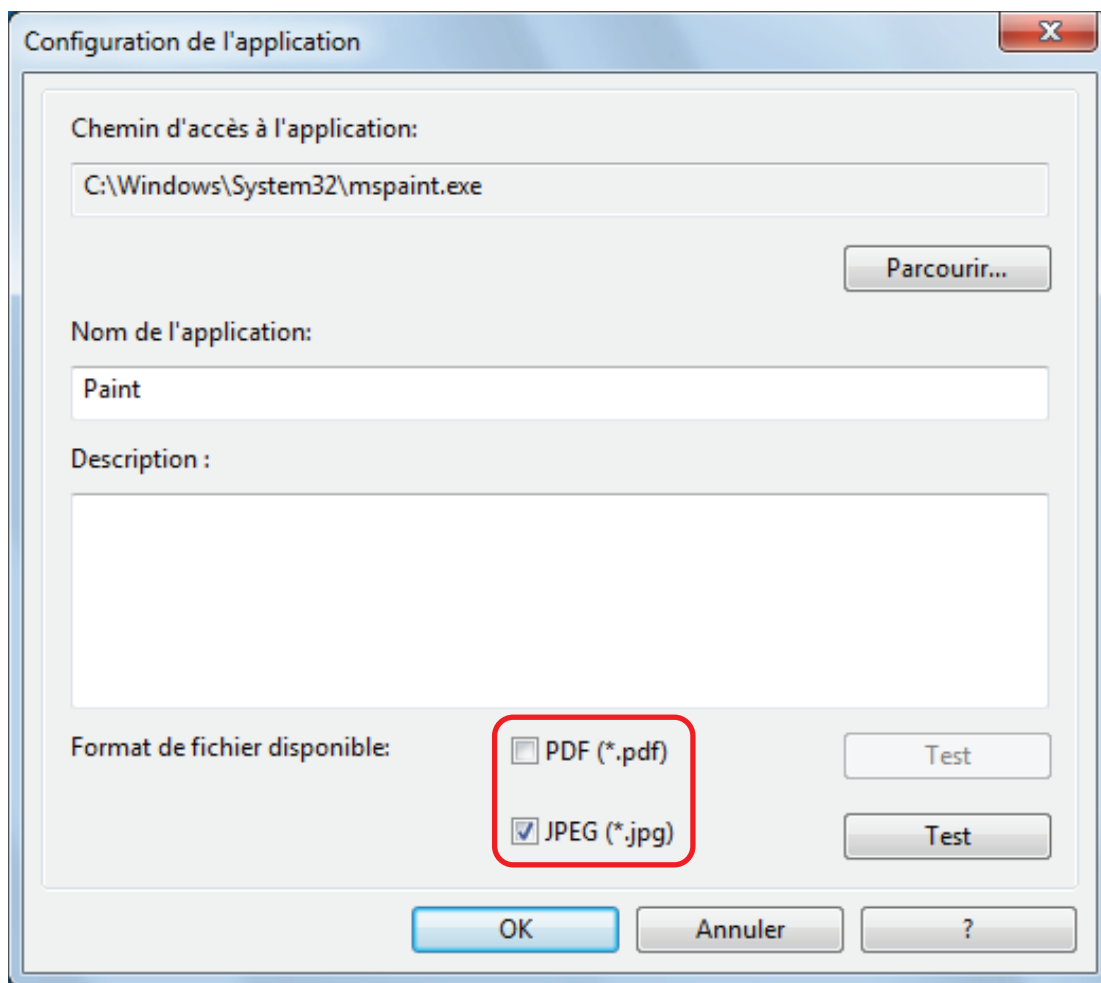 Configuration de l'application
X
Chemin d'accès à l'application:
C:\Windows\System32\mspaint.exe
Parcourir...
Nom de l'application:
Paint
Description :
Format de fichier disponible:
PDF (*.pdf)
Test
JPEG (*.jpg)
Test
OK
Annuler
?